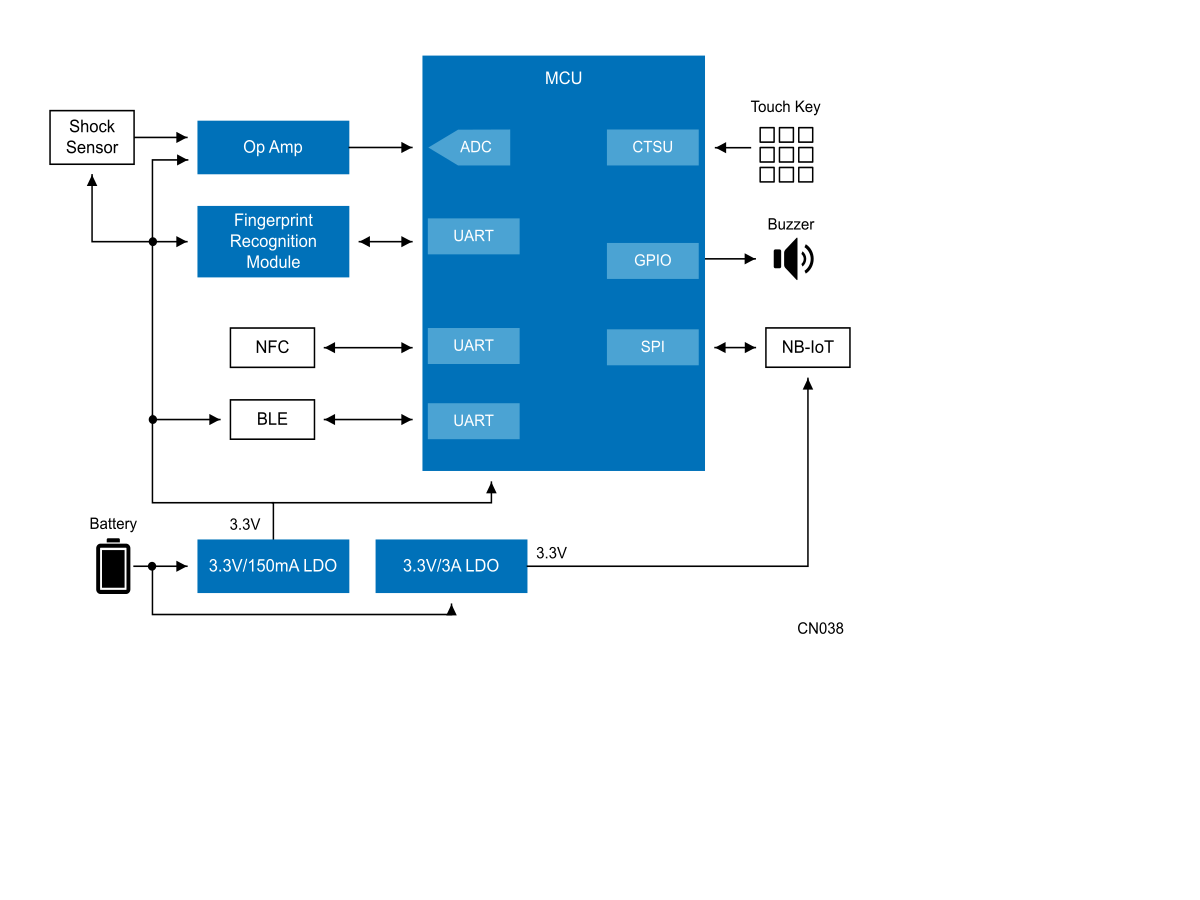 MCU
Touch Key
Shock
Sensor
Op Amp
ADC
CTSU
Fingerprint
Recognition
Module
UART
Buzzer
GPIO
NFC
UART
SPI
NB-IoT
BLE
UART
Battery
3.3V
3.3V/150mA LDO
3.3V/3A LDO
3.3V
CN038